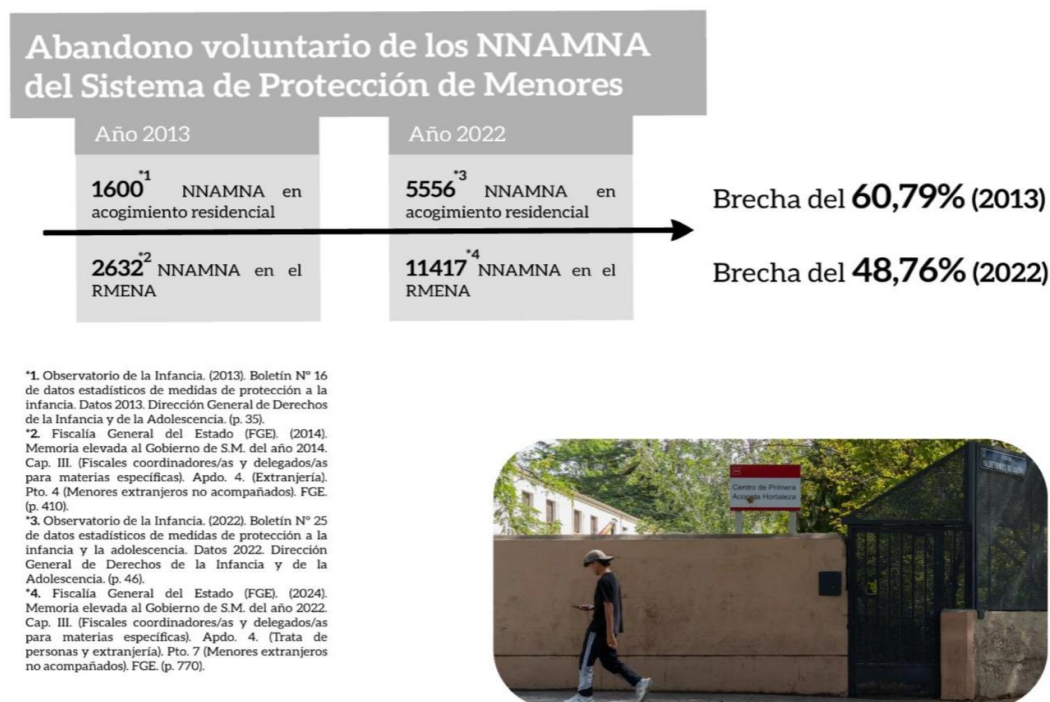 Abandono voluntario de los NNAMNA
del Sistema de Protección de Menores
Año 2013
1600*1 NNAMNA en
acogimiento residencial
2632*2 NNAMNA en el
RMENA
Año 2022
5556*3 NNAMNA en
acogimiento residencial
11417*4 NNAMNA en el
RMENA
Brecha del 60,79% (2013)
Brecha del 48,76% (2022)
*1. Observatorio de la Infancia. (2013). Boletín Nº 16
de datos estadísticos de medidas de protección a la
infancia. Datos 2013. Dirección General de Derechos
de la Infancia y de la Adolescencia. (p. 35).
*2. Fiscalía General del Estado (FGE). (2014).
Memoria elevada al Gobierno de S.M. del año 2014.
Cap. III. (Fiscales coordinadores/as y delegados/as
para materias específicas). Apdo. 4. (Extranjería).
Pto. 4 (Menores extranjeros no acompañados). FGE.
(p. 410).
*3. Observatorio de la Infancia. (2022). Boletín Nº 25
de datos estadísticos de medidas de protección a la
infancia y la adolescencia. Datos 2022. Dirección
General de Derechos de la Infancia y de la
Adolescencia. (p. 46).
*4. Fiscalía General del Estado (FGE). (2024).
Memoria elevada al Gobierno de S.M. del año 2022.
Cap. III. (Fiscales coordinadores/as y delegados/as
para materias específicas). Apdo. 4. (Trata de
personas y extranjería). Pto. 7 (Menores extranjeros
no acompañados). FGE. (p. 770).
Centro de Primera
Acogida Hortaleza